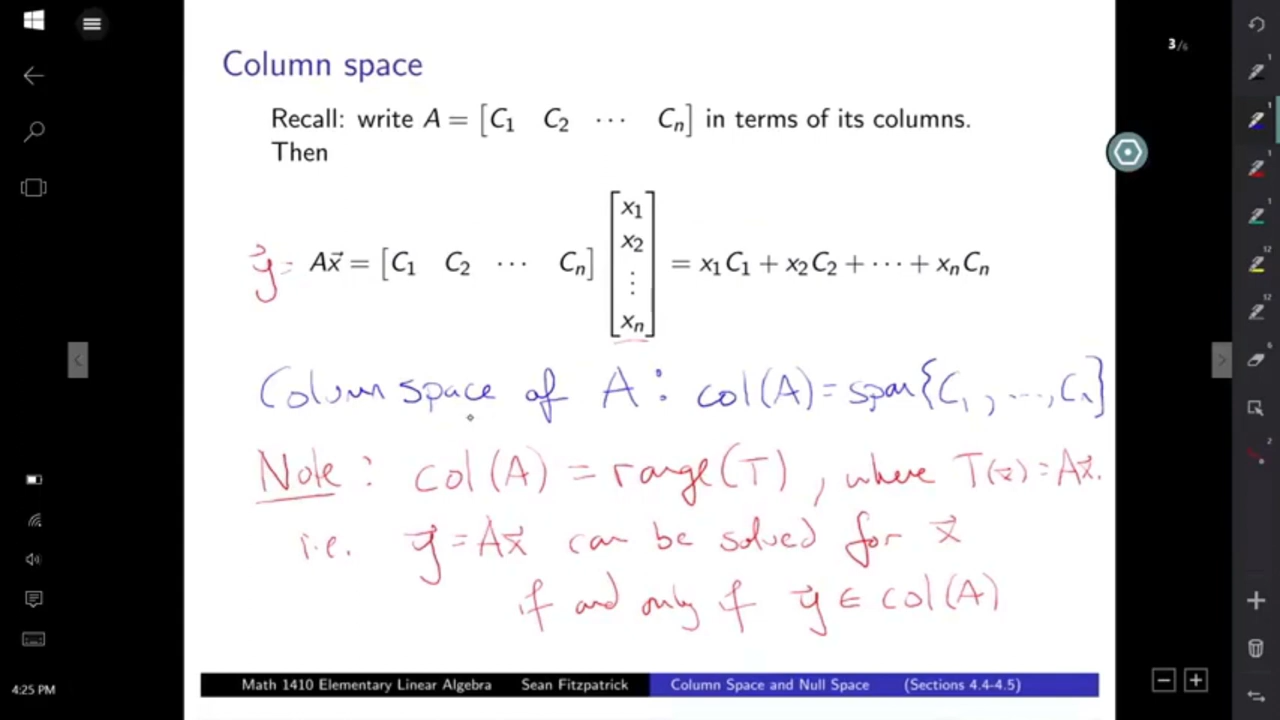 3/6
Column space
Recall: write A = [C₁ C₂ ⋯ Cₙ] in terms of its columns.
Then
y⃗ = Ax⃗ = [C₁ C₂ ⋯ Cₙ] [x₁ x₂ ⋮ xₙ] = x₁C₁ + x₂C₂ + ⋯ + xₙCₙ
Column space of A : col(A) = span{C₁, ..., Cₙ}
Note : col(A) = range(T), where T(x⃗) = Ax⃗.
i.e. y⃗ = Ax⃗ can be solved for x⃗
if and only if y⃗ ∈ col(A)
Math 1410 Elementary Linear Algebra Sean Fitzpatrick Column Space and Null Space (Sections 4.4-4.5)
4:25 PM